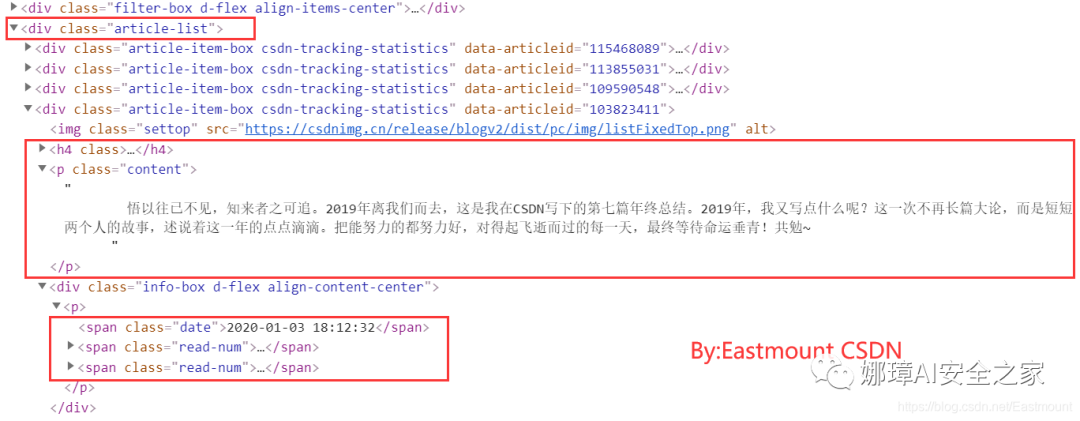 ▶<div class="filter-box d-flex align-items-center">…</div>
▼<div class="article-list">
▶<div class="article-item-box csdn-tracking-statistics" data-articleid="115468089">…</div>
▶<div class="article-item-box csdn-tracking-statistics" data-articleid="113855031">…</div>
▶<div class="article-item-box csdn-tracking-statistics" data-articleid="109590548">…</div>
▼<div class="article-item-box csdn-tracking-statistics" data-articleid="103823411">
<img class="settop" src="https://csdnimg.cn/release/blogv2/dist/pc/img/listFixedTop.png" alt>
▶<h4 class>…</h4>
▼<p class="content">
"
悟以往已不见，知来者之可追。2019年离我们而去，这是我在CSDN写下的第七篇年终总结。2019年，我又写点什么呢？这一次不再长篇大论，而是短短
两个人的故事，述说着这一年的点点滴滴。把能努力的都努力好，对得起飞逝而过的每一天，最终等待命运垂青！共勉~
"
</p>
▼<div class="info-box d-flex align-content-center">
▼<p>
<span class="date">2020-01-03 18:12:32</span>
▶<span class="read-num">…</span>
▶<span class="read-num">…</span>
</p>
</div>
By:Eastmount CSDN
娜璋AI安全之家
https://blog.csdn.net/Eastmount